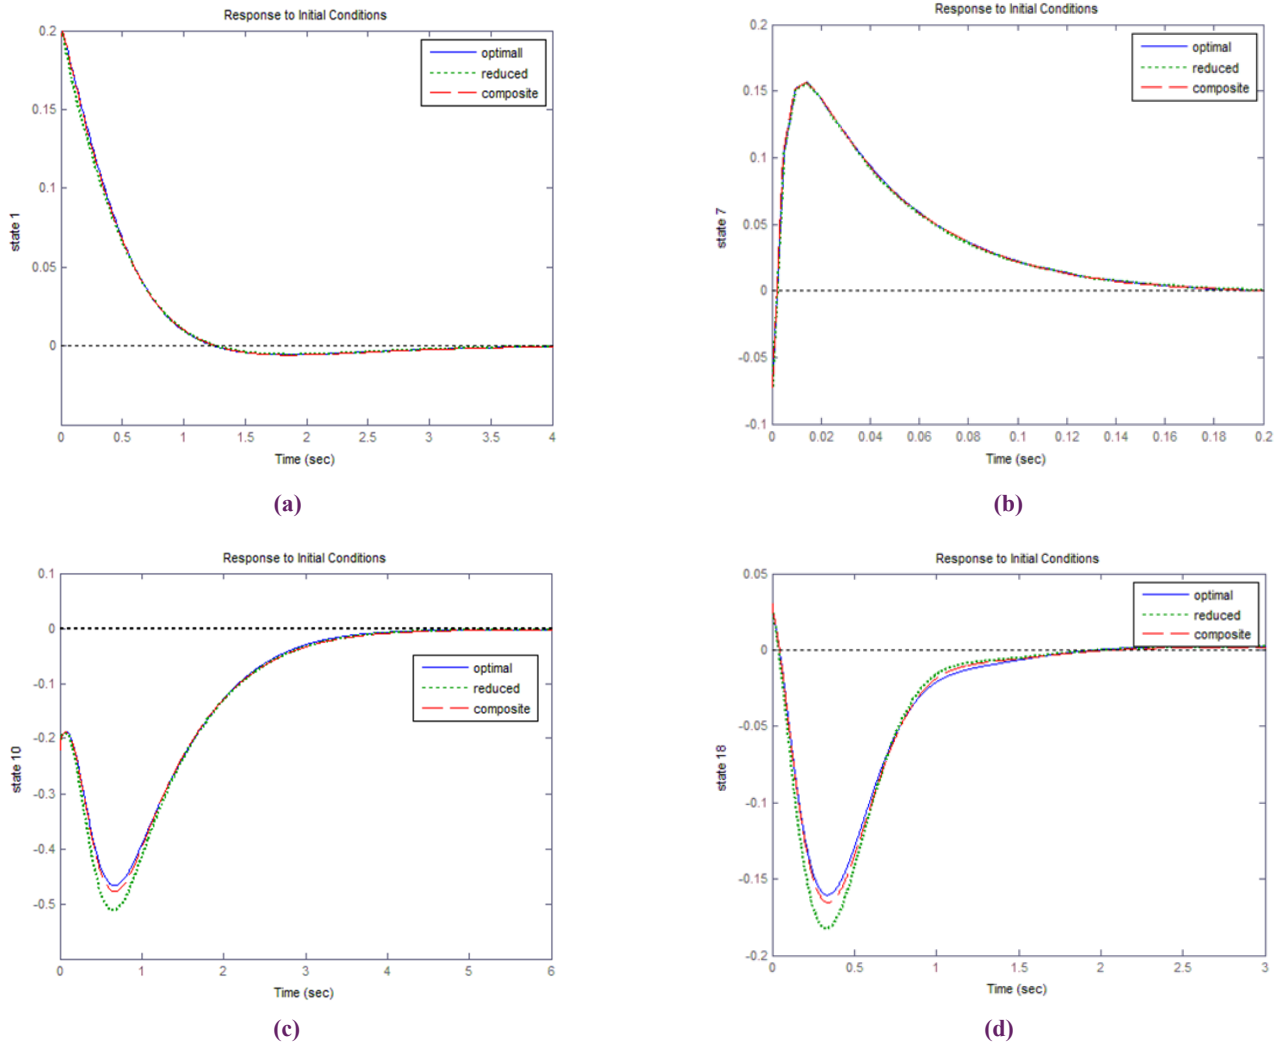 Response to Initial Conditions
0.2
0.15
0.1
0.05
0
state 1
optimall
reduced
composite
0 0.5 1 1.5 2 2.5 3 3.5 4
Time (sec)
(a)
Response to Initial Conditions
0.2
0.15
0.1
0.05
0
-0.05
-0.1
state 7
optimal
reduced
composite
0 0.02 0.04 0.06 0.08 0.1 0.12 0.14 0.16 0.18 0.2
Time (sec)
(b)
Response to Initial Conditions
0.1
0
-0.1
-0.2
-0.3
-0.4
-0.5
state 10
optimal
reduced
composite
0 1 2 3 4 5 6
Time (sec)
(c)
Response to Initial Conditions
0.05
0
-0.05
-0.1
-0.15
-0.2
state 18
optimal
reduced
composite
0 0.5 1 1.5 2 2.5 3
Time (sec)
(d)